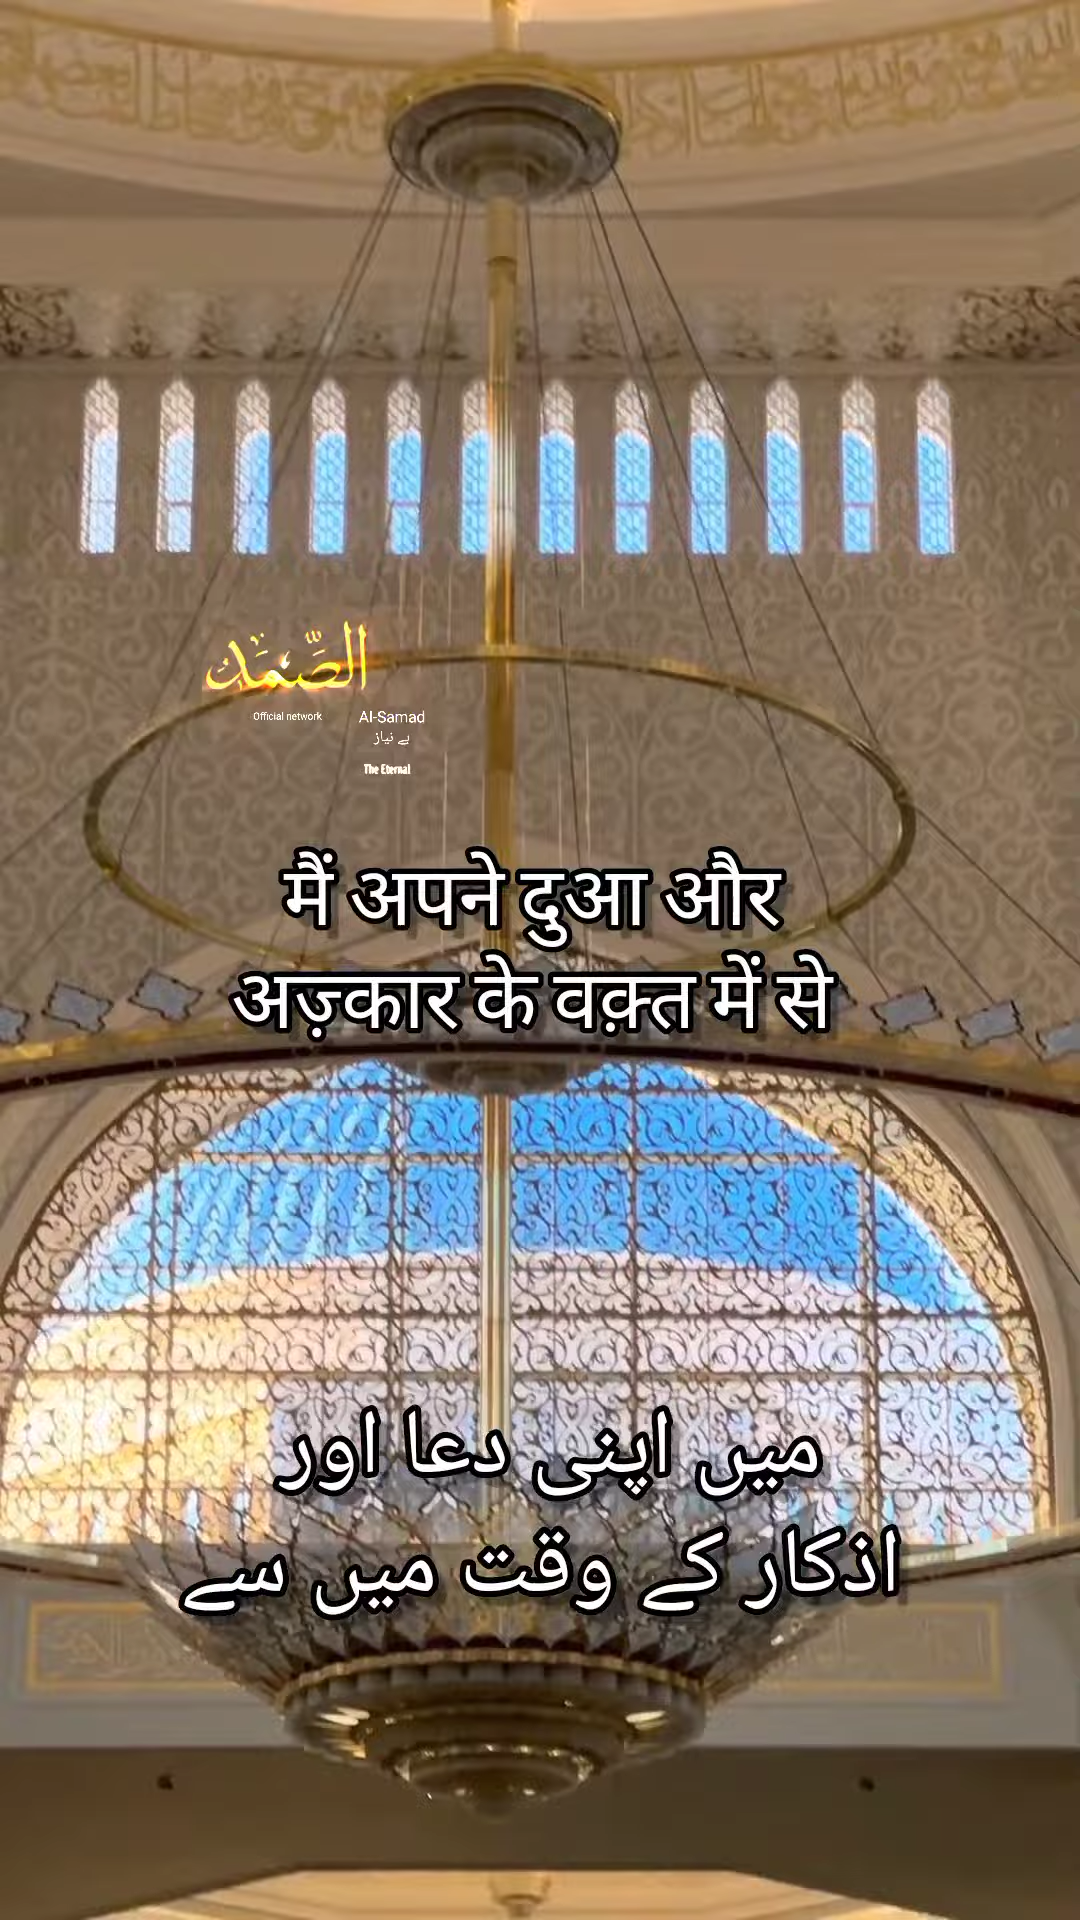 الصَّمَدُ
Official network
Al-Samad
بے نیاز
The Eternal
मैं अपने दुआ और
अज़्कार के वक़्त में से
میں اپنی دعا اور
اذکار کے وقت میں سے